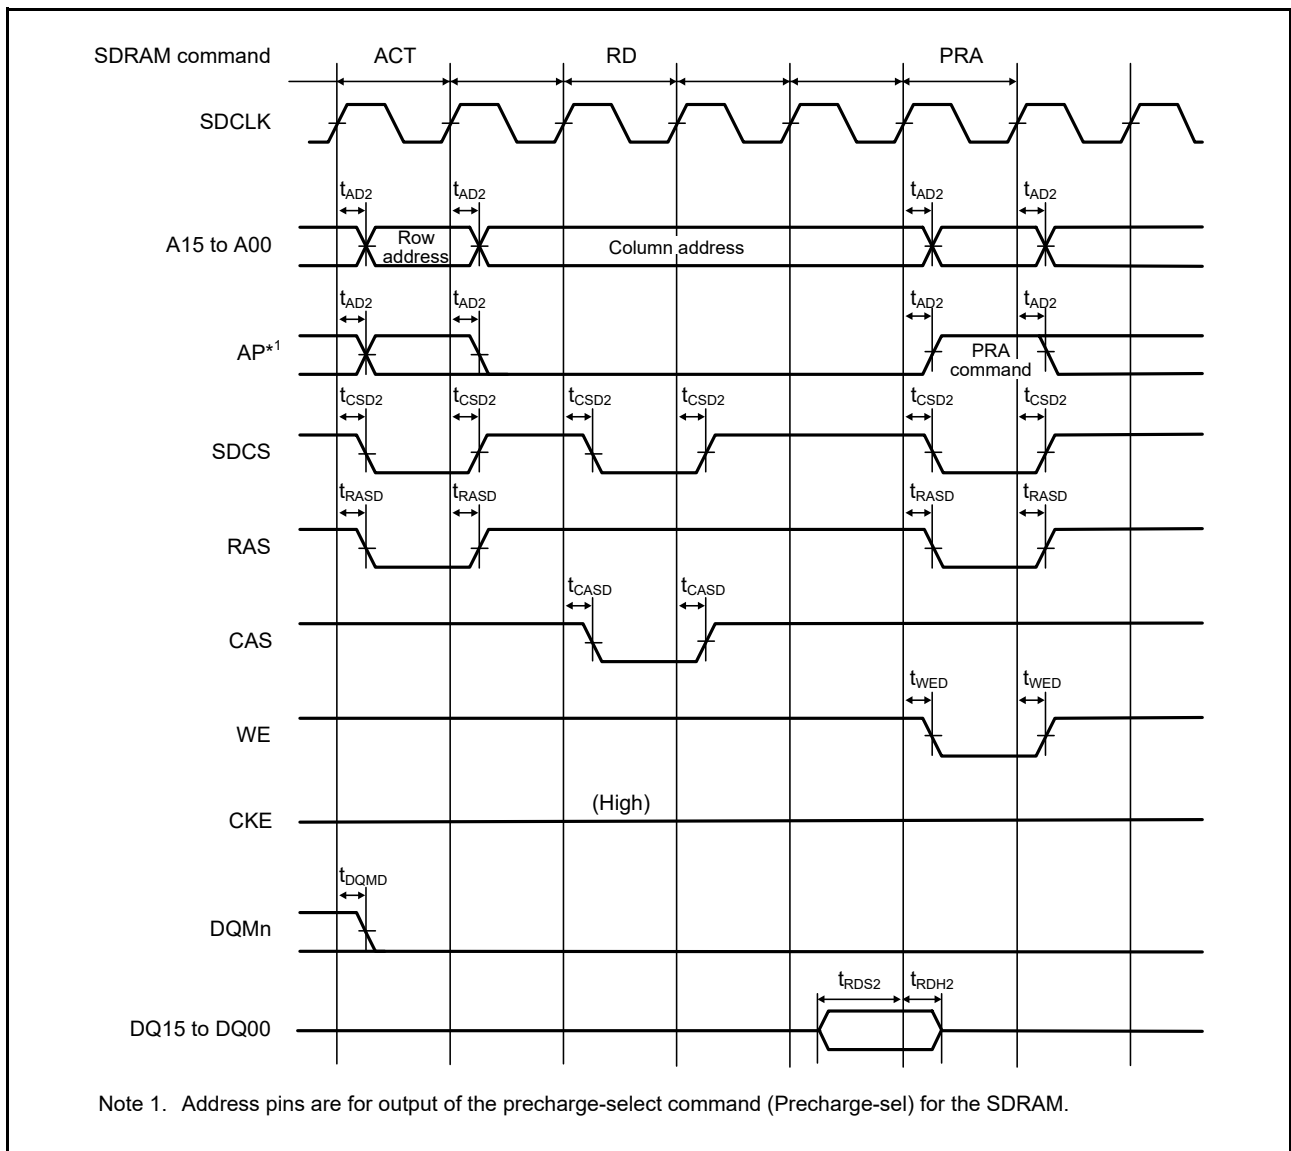 SDRAM command ACT RD PRA
SDCLK
tAD2 tAD2 tAD2 tAD2
A15 to A00 Row address Column address
tAD2 tAD2 tAD2 tAD2
AP*1 PRA command
tCSD2 tCSD2 tCSD2 tCSD2 tCSD2 tCSD2
SDCS
tRASD tRASD tRASD tRASD
RAS
tCASD tCASD
CAS
tWED tWED
WE
(High)
CKE
tDQMD
DQMn
tRDS2 tRDH2
DQ15 to DQ00
Note 1. Address pins are for output of the precharge-select command (Precharge-sel) for the SDRAM.